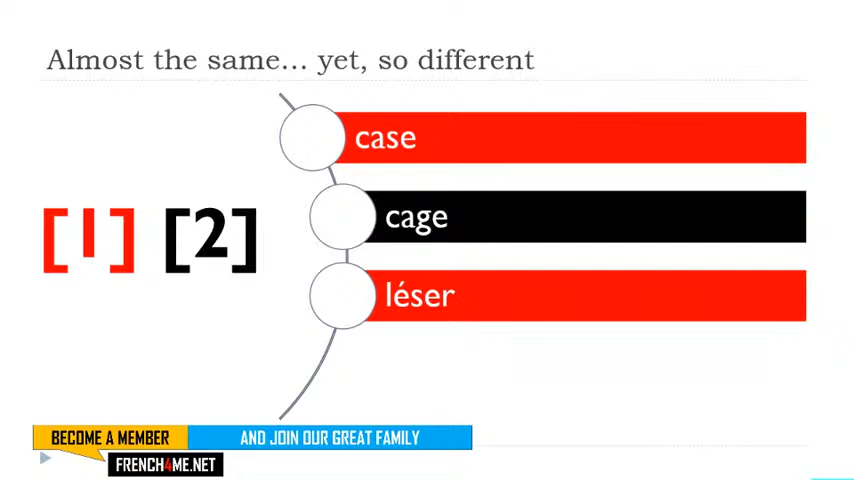 Almost the same... yet, so different
case
cage
[1] [2]
léser
BECOME A MEMBER
AND JOIN OUR GREAT FAMILY
FRENCH4ME.NET